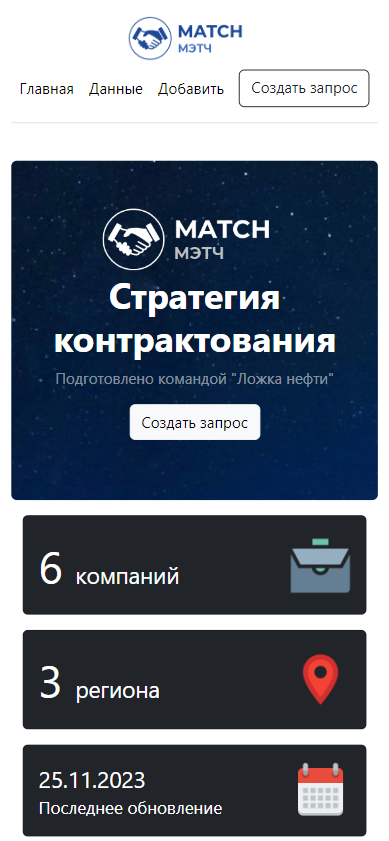 MATCH
МЭТЧ
Главная Данные Добавить Создать запрос
MATCH
МЭТЧ
Стратегия
контрактования
Подготовлено командой "Ложка нефти"
Создать запрос
6 компаний
3 региона
25.11.2023
Последнее обновление